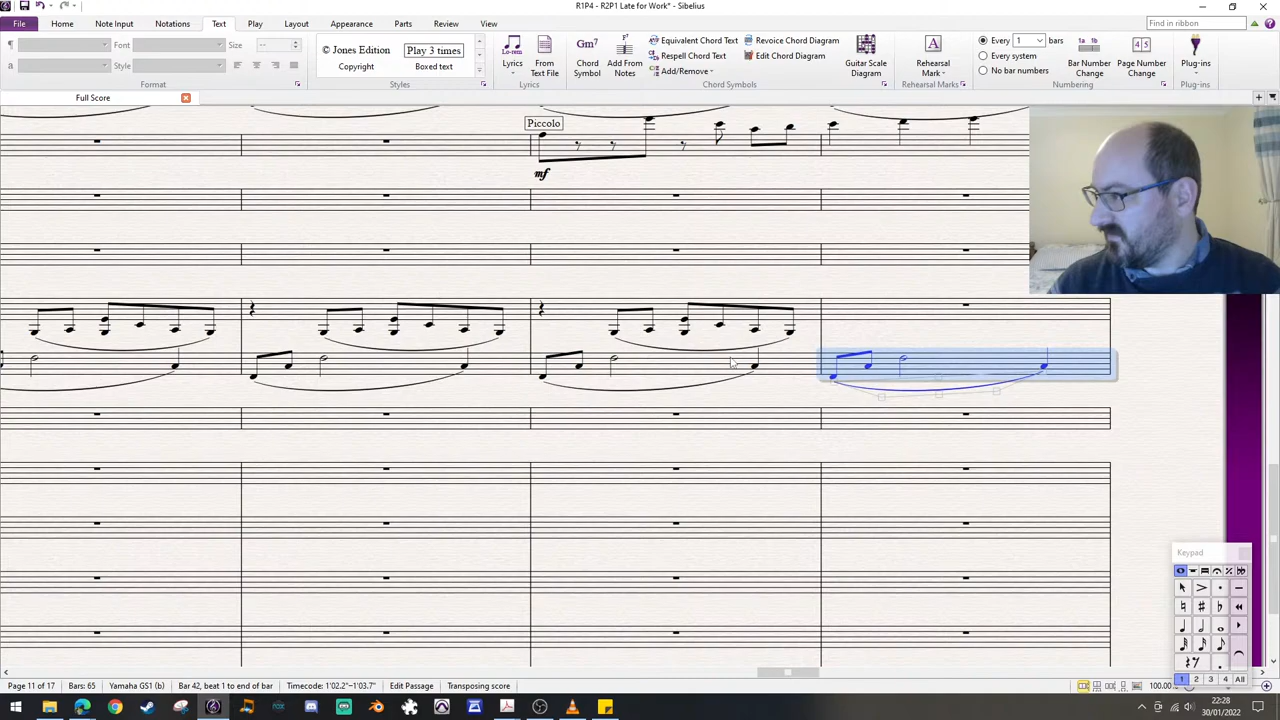 R1P4 - R2P1 Late for Work* - Sibelius
File Home Note Input Notations Text Play Layout Appearance Parts Review View
Find in ribbon
Font Size --
Style
Format
© Jones Edition
Copyright
Play 3 times
Boxed text
Styles
Lo-rem
Lyrics
From Text File
Lyrics
Gm7
Chord Symbol
Add From Notes
Equivalent Chord Text
Respell Chord Text
Add/Remove
Revoice Chord Diagram
Edit Chord Diagram
Guitar Scale Diagram
Chord Symbols
A
Rehearsal Mark
Rehearsal Marks
Every 1 bars
Every system
No bar numbers
Bar Number Change
4 5
Page Number Change
Numbering
Plug-ins
Plug-ins
Full Score
Piccolo
mf
Keypad
1 2 3 4 All
Page 11 of 17 Bars: 65 Yamaha GS1 (b) Bar 42, beat 1 to end of bar Timecode: 1'02.2"-1'03.7" Edit Passage Transposing score 100.00
22:28
30/01/2022